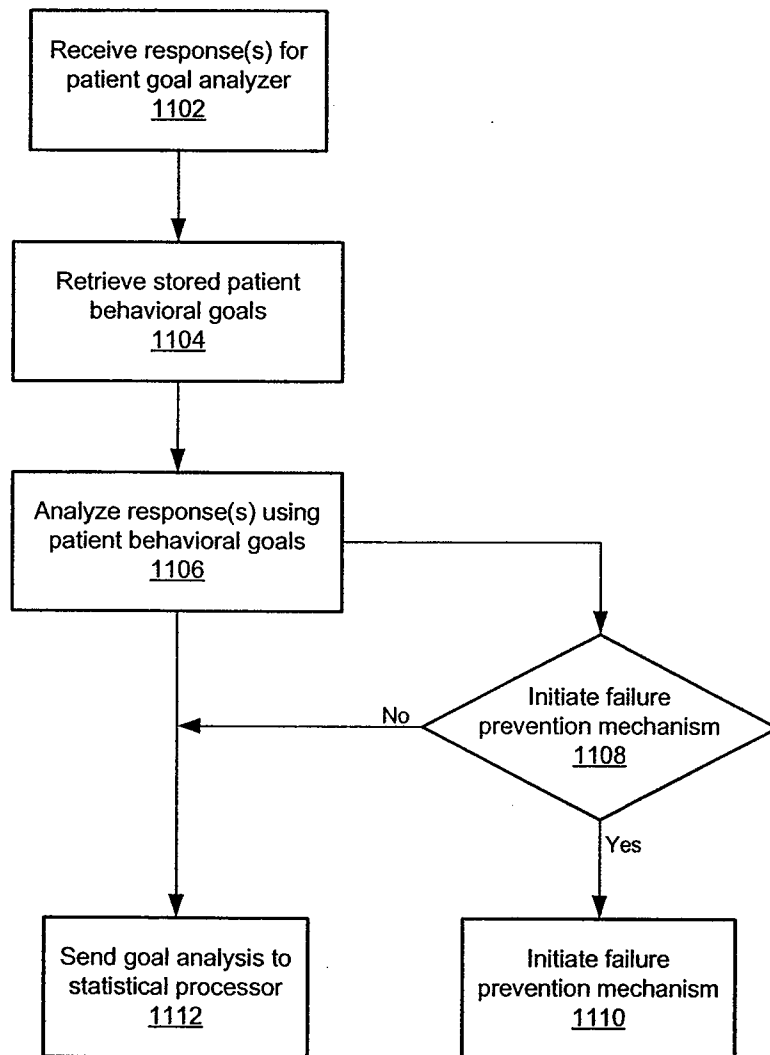 Receive response(s) for
patient goal analyzer
1102
Retrieve stored patient
behavioral goals
1104
Analyze response(s) using
patient behavioral goals
1106
Initiate failure
prevention mechanism
1108
No
Yes
Send goal analysis to
statistical processor
1112
Initiate failure
prevention mechanism
1110